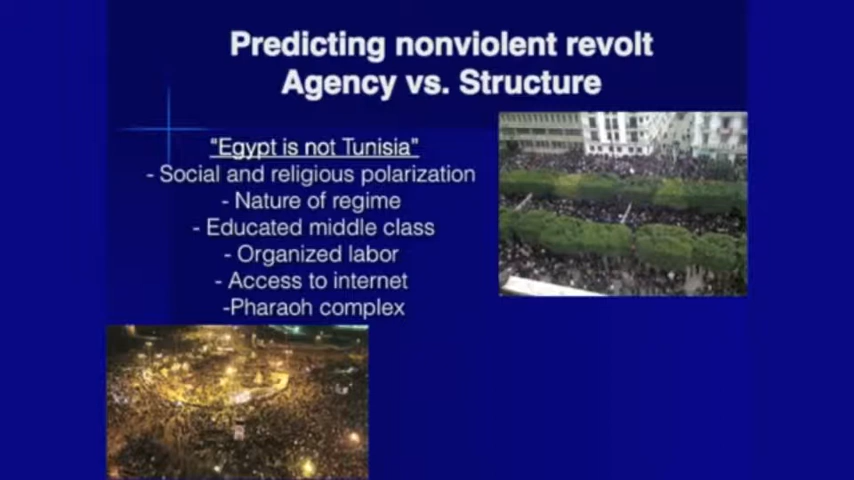 Predicting nonviolent revolt
Agency vs. Structure
"Egypt is not Tunisia"
- Social and religious polarization
- Nature of regime
- Educated middle class
- Organized labor
- Access to internet
-Pharaoh complex